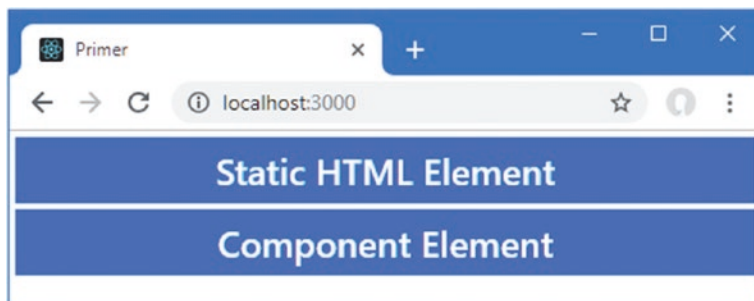 Primer
localhost:3000
Static HTML Element
Component Element